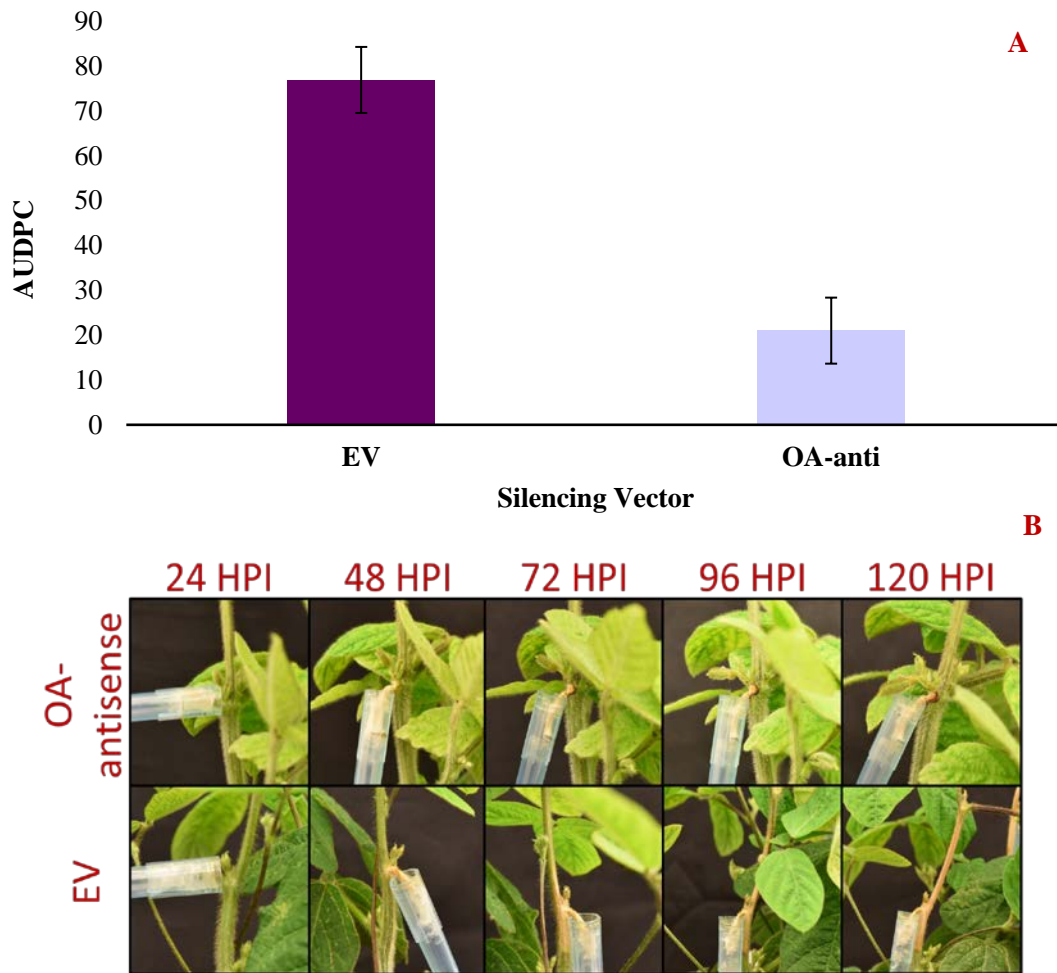 A
90
80
70
60
50
40
30
20
10
0
AUDPC
EV
OA-anti
Silencing Vector
B
24 HPI
48 HPI
72 HPI
96 HPI
120 HPI
OA-
antisense
EV